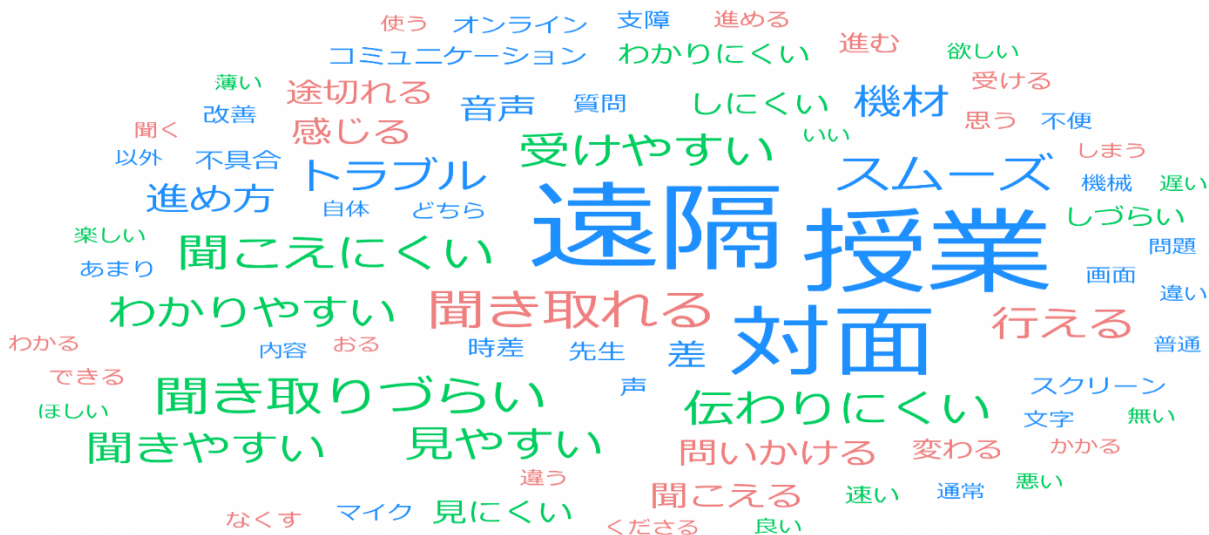 使う オンライン 支障 進める
コミュニケーション わかりにくい 進む 欲しい
薄い 途切れる 音声 質問 しにくい 機材 受ける
改善 感じる いい 思う 不便
聞く 受けやすい しまう
以外 不具合 トラブル スムーズ 機械 遅い
進め方 自体 どちら 遠隔 授業 しづらい
楽しい 聞こえにくい 問題
あまり 画面 違い
わかりやすい 聞き取れる 対面 行える
わかる 内容 おる 時差 先生 差 普通
できる 声 スクリーン
ほしい 聞き取りづらい 伝わりにくい 文字 無い
聞きやすい 見やすい 問いかける 変わる かかる
違う 聞こえる 速い 通常 悪い
なくす マイク 見にくい くださる 良い